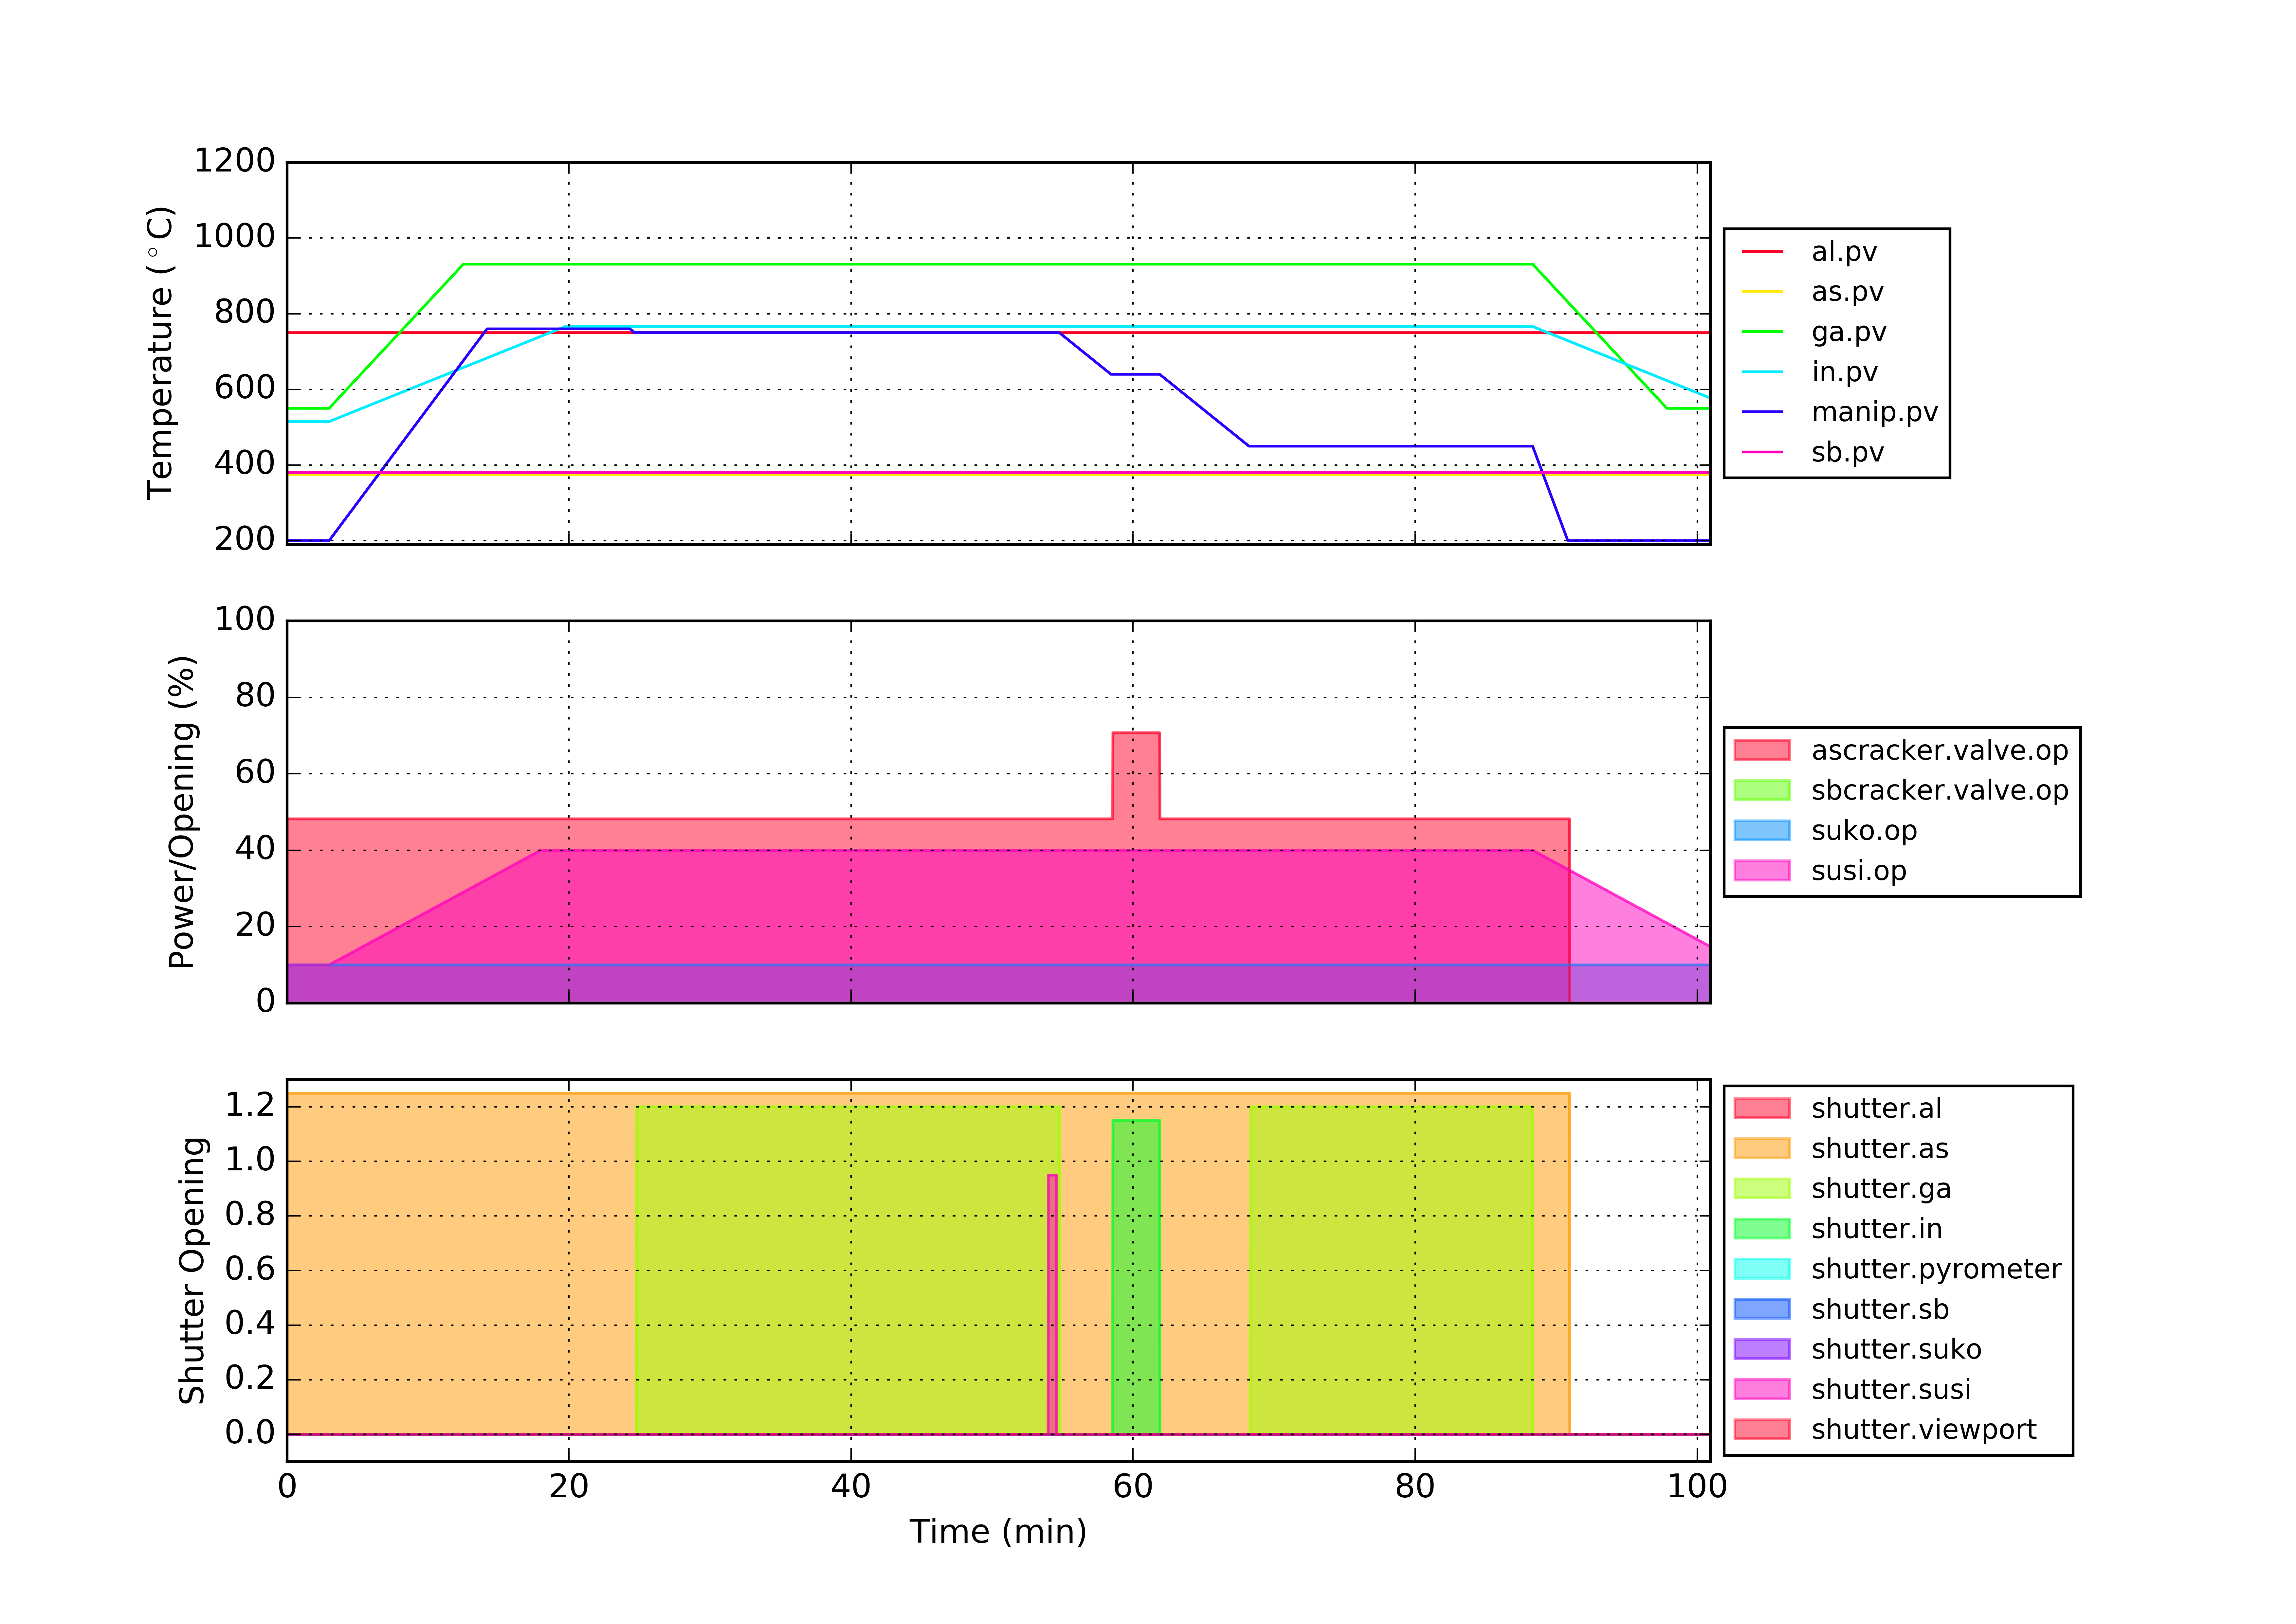 1200
1000
800
600
400
200
Temperature (°C)
al.pv
as.pv
ga.pv
in.pv
manip.pv
sb.pv
100
80
60
40
20
0
Power/Opening (%)
ascracker.valve.op
sbcracker.valve.op
suko.op
susi.op
1.2
1.0
0.8
0.6
0.4
0.2
0.0
Shutter Opening
shutter.al
shutter.as
shutter.ga
shutter.in
shutter.pyrometer
shutter.sb
shutter.suko
shutter.susi
shutter.viewport
0 20 40 60 80 100
Time (min)